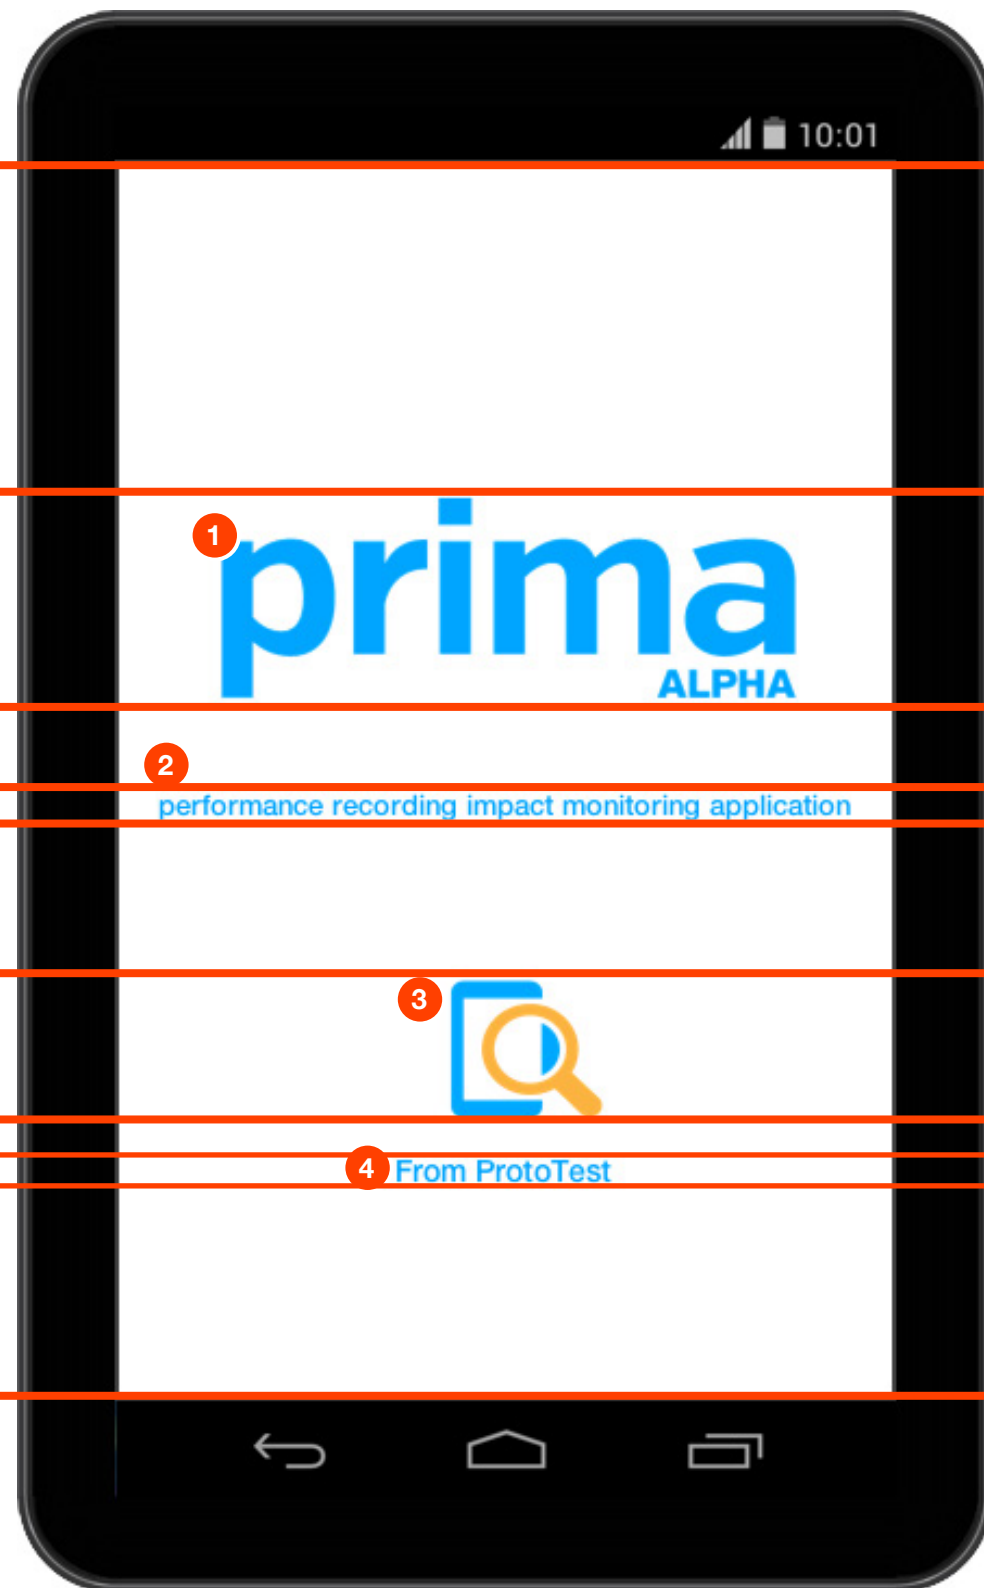 10:01
1
prima
ALPHA
2
performance recording impact monitoring application
3
4
From ProtoTest